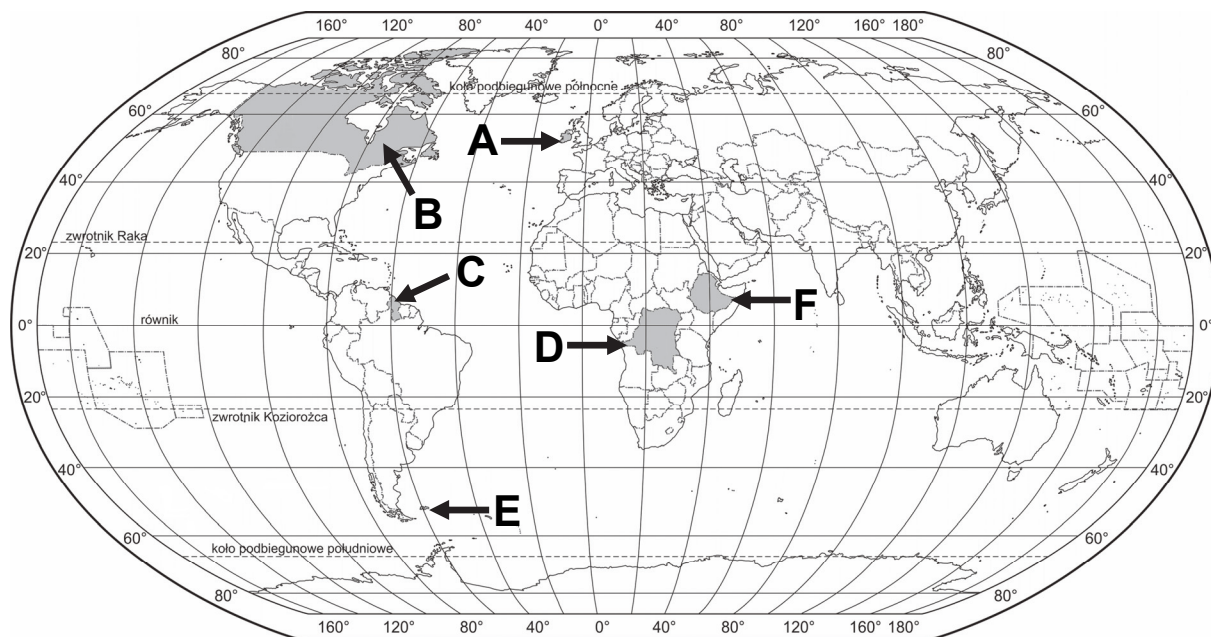 160° 120° 80° 40° 0° 40° 80° 120° 160° 180°
80° 80°
koło podbiegunowe północne
60° 60°
A
B
40° 40°
zwrotnik Raka
20° 20°
C
F
równik
0° 0°
D
20° 20°
zwrotnik Koziorożca
40° 40°
E
60° 60°
koło podbiegunowe południowe
80° 80°
160° 120° 80° 40° 0° 40° 80° 120° 160° 180°